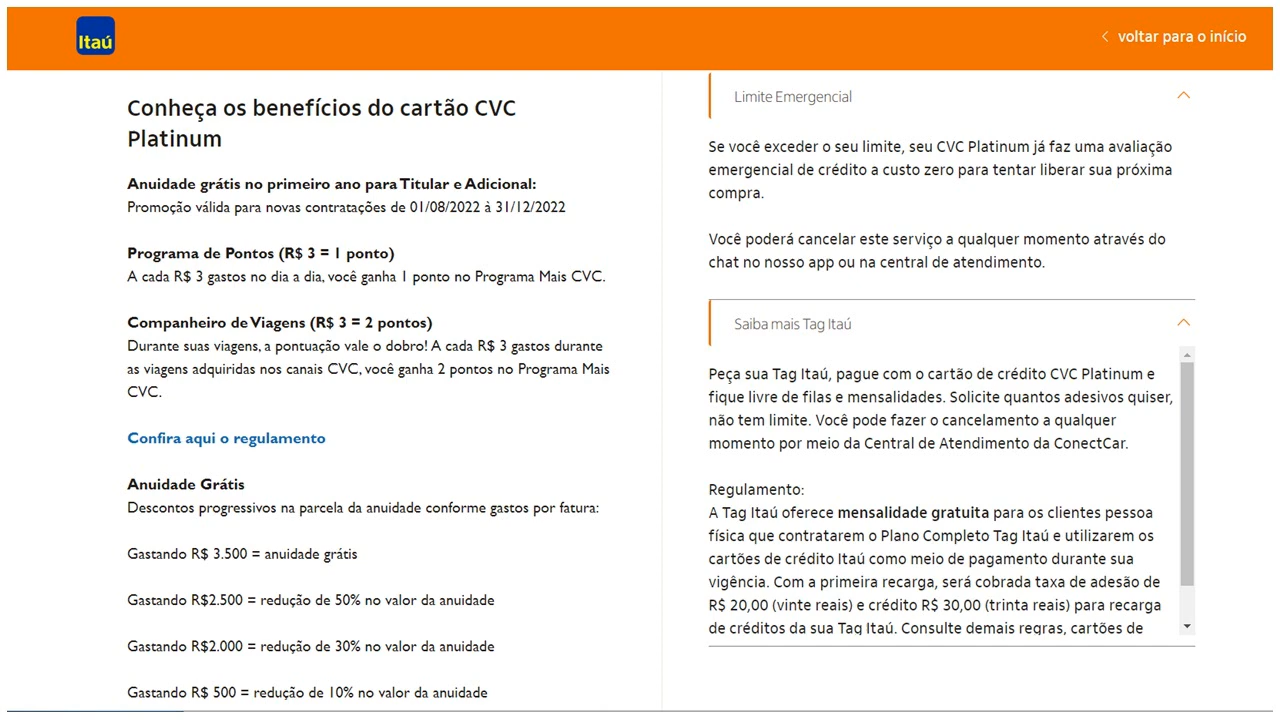 Itaú
voltar para o início
Conheça os benefícios do cartão CVC
Platinum
Anuidade grátis no primeiro ano para Titular e Adicional:
Promoção válida para novas contratações de 01/08/2022 à 31/12/2022
Programa de Pontos (R$ 3 = 1 ponto)
A cada R$ 3 gastos no dia a dia, você ganha 1 ponto no Programa Mais CVC.
Companheiro de Viagens (R$ 3 = 2 pontos)
Durante suas viagens, a pontuação vale o dobro! A cada R$ 3 gastos durante
as viagens adquiridas nos canais CVC, você ganha 2 pontos no Programa Mais
CVC.
Confira aqui o regulamento
Anuidade Grátis
Descontos progressivos na parcela da anuidade conforme gastos por fatura:
Gastando R$ 3.500 = anuidade grátis
Gastando R$2.500 = redução de 50% no valor da anuidade
Gastando R$2.000 = redução de 30% no valor da anuidade
Gastando R$ 500 = redução de 10% no valor da anuidade
Limite Emergencial
Se você exceder o seu limite, seu CVC Platinum já faz uma avaliação
emergencial de crédito a custo zero para tentar liberar sua próxima
compra.
Você poderá cancelar este serviço a qualquer momento através do
chat no nosso app ou na central de atendimento.
Saiba mais Tag Itaú
Peça sua Tag Itaú, pague com o cartão de crédito CVC Platinum e
fique livre de filas e mensalidades. Solicite quantos adesivos quiser,
não tem limite. Você pode fazer o cancelamento a qualquer
momento por meio da Central de Atendimento da ConectCar.
Regulamento:
A Tag Itaú oferece mensalidade gratuita para os clientes pessoa
física que contratarem o Plano Completo Tag Itaú e utilizarem os
cartões de crédito Itaú como meio de pagamento durante sua
vigência. Com a primeira recarga, será cobrada taxa de adesão de
R$ 20,00 (vinte reais) e crédito R$ 30,00 (trinta reais) para recarga
de créditos da sua Tag Itaú. Consulte demais regras, cartões de